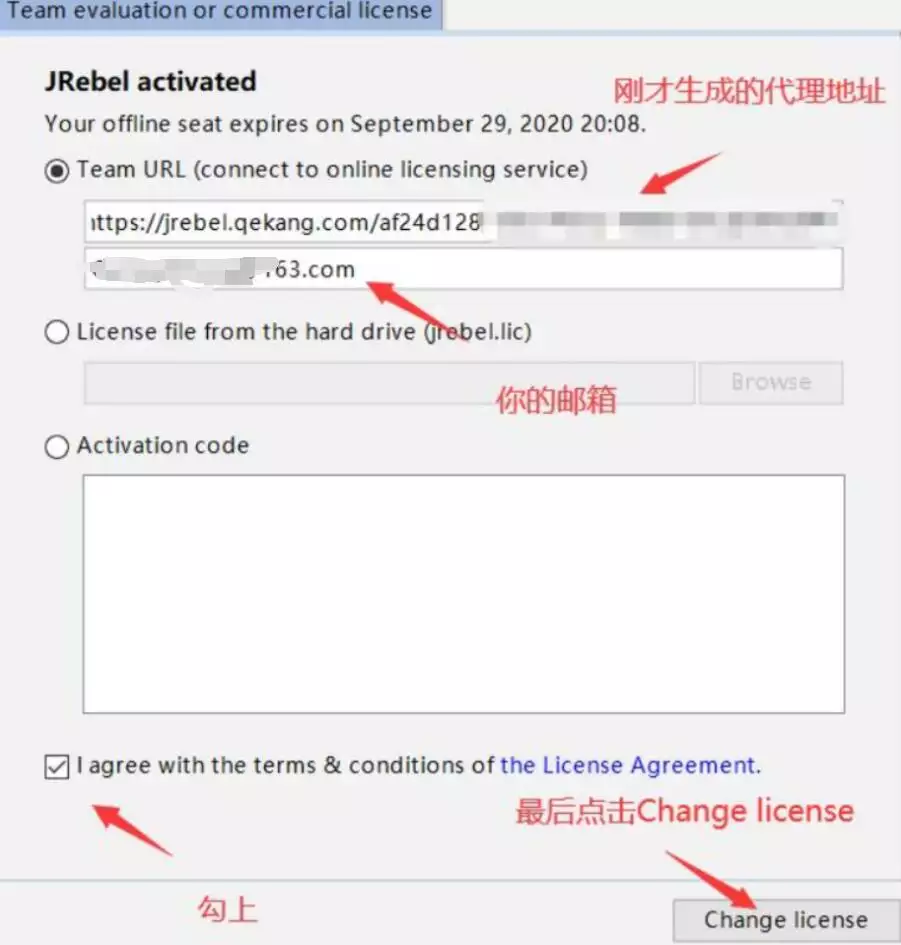 Team evaluation or commercial license
JRebel activated
刚才生成的代理地址
Your offline seat expires on September 29, 2020 20:08.
Team URL (connect to online licensing service)
ttps://jrebel.qekang.com/af24d128
163.com
License file from the hard drive (jrebel.lic)
Browse
你的邮箱
Activation code
I agree with the terms & conditions of the License Agreement.
最后点击Change license
勾上
Change license